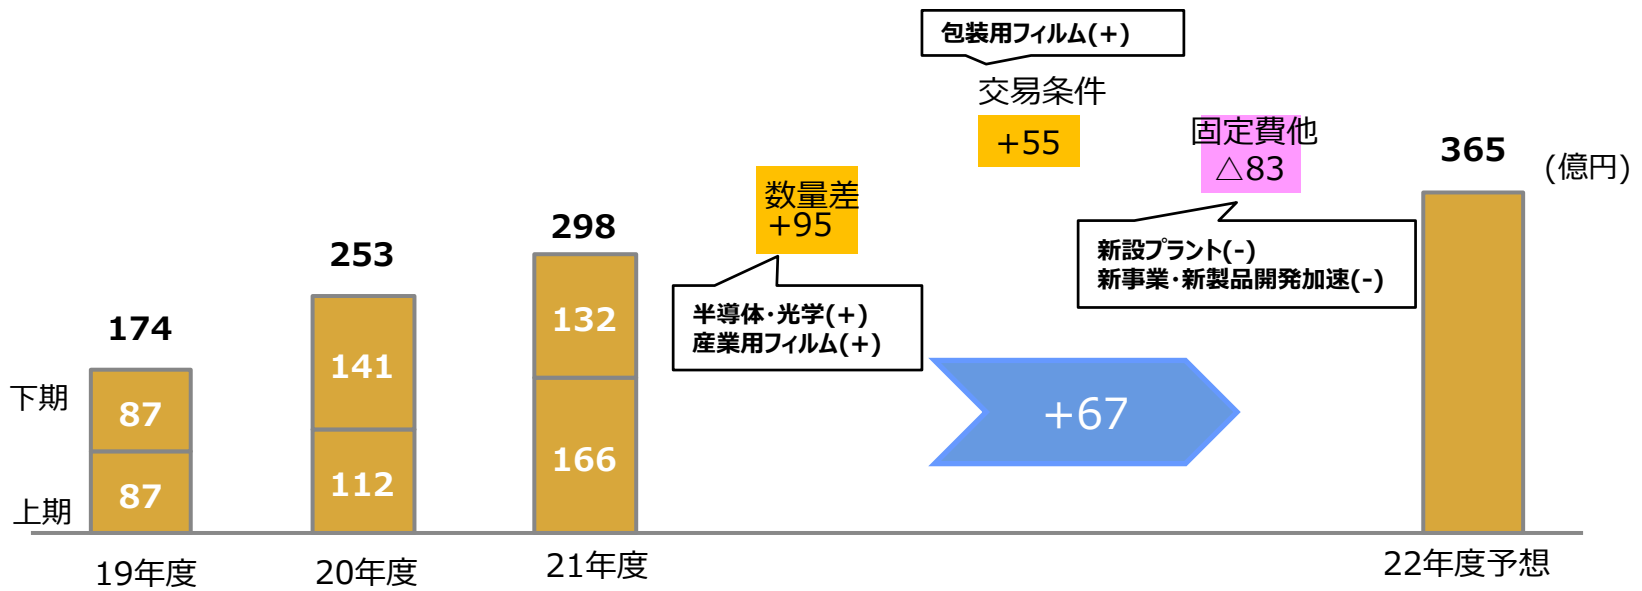 包装用フィルム(+)
交易条件
+55
固定費他
△83
365
(億円)
数量差
+95
298
253
174
新設プラント(-)
新事業・新製品開発加速(-)
半導体・光学(+)
産業用フィルム(+)
132
141
87
下期
+67
166
112
87
上期
19年度
20年度
21年度
22年度予想